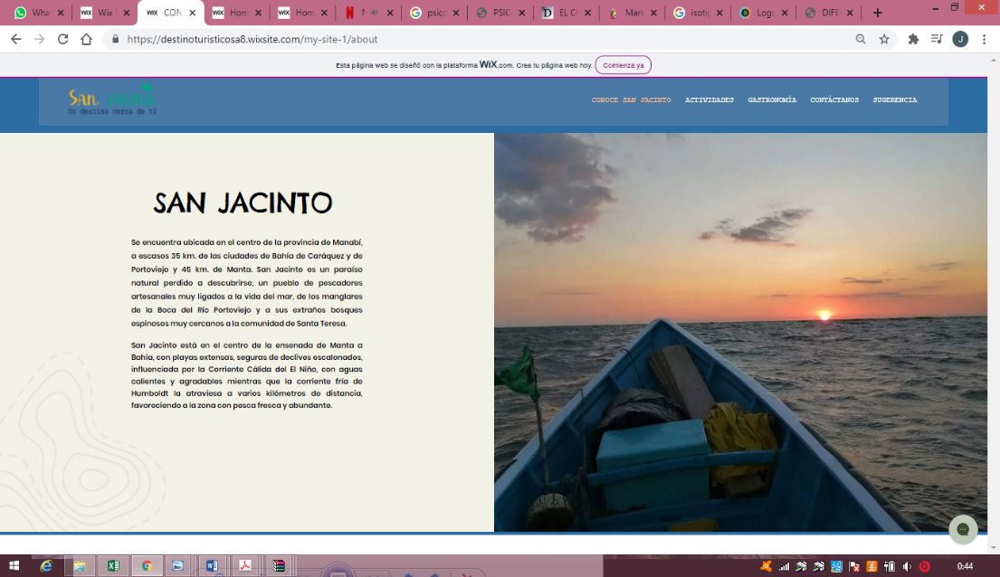 Wha
WIX Wix
WIX CON
WIX Hom
WIX Hom
psico
PSIC
EL C
Mark
isotip
Logo
DIFE
https://destinoturisticosa8.wixsite.com/my-site-1/about
J
Esta página web se diseñó con la plataforma WiX.com. Crea tu página web hoy. Comienza ya
San Jacinto
Un destino cerca de ti
CONOCE SAN JACINTO ACTIVIDADES GASTRONOMÍA CONTÁCTANOS SUGERENCIA
SAN JACINTO
Se encuentra ubicada en el centro de la provincia de Manabí,
a escasos 35 km. de las ciudades de Bahía de Caráquez y de
Portoviejo y 45 km. de Manta. San Jacinto es un paraíso
natural perdido a descubrirse, un pueblo de pescadores
artesanales muy ligados a la vida del mar, de los manglares
de la Boca del Río Portoviejo y a sus extraños bosques
espinosos muy cercanos a la comunidad de Santa Teresa.
San Jacinto está en el centro de la ensenada de Manta a
Bahía, con playas extensas, seguras de declives escalonados,
influenciada por la Corriente Cálida del El Niño, con aguas
calientes y agradables mientras que la corriente fría de
Humboldt la atraviesa a varios kilómetros de distancia,
favoreciendo a la zona con pesca fresca y abundante.
0:44